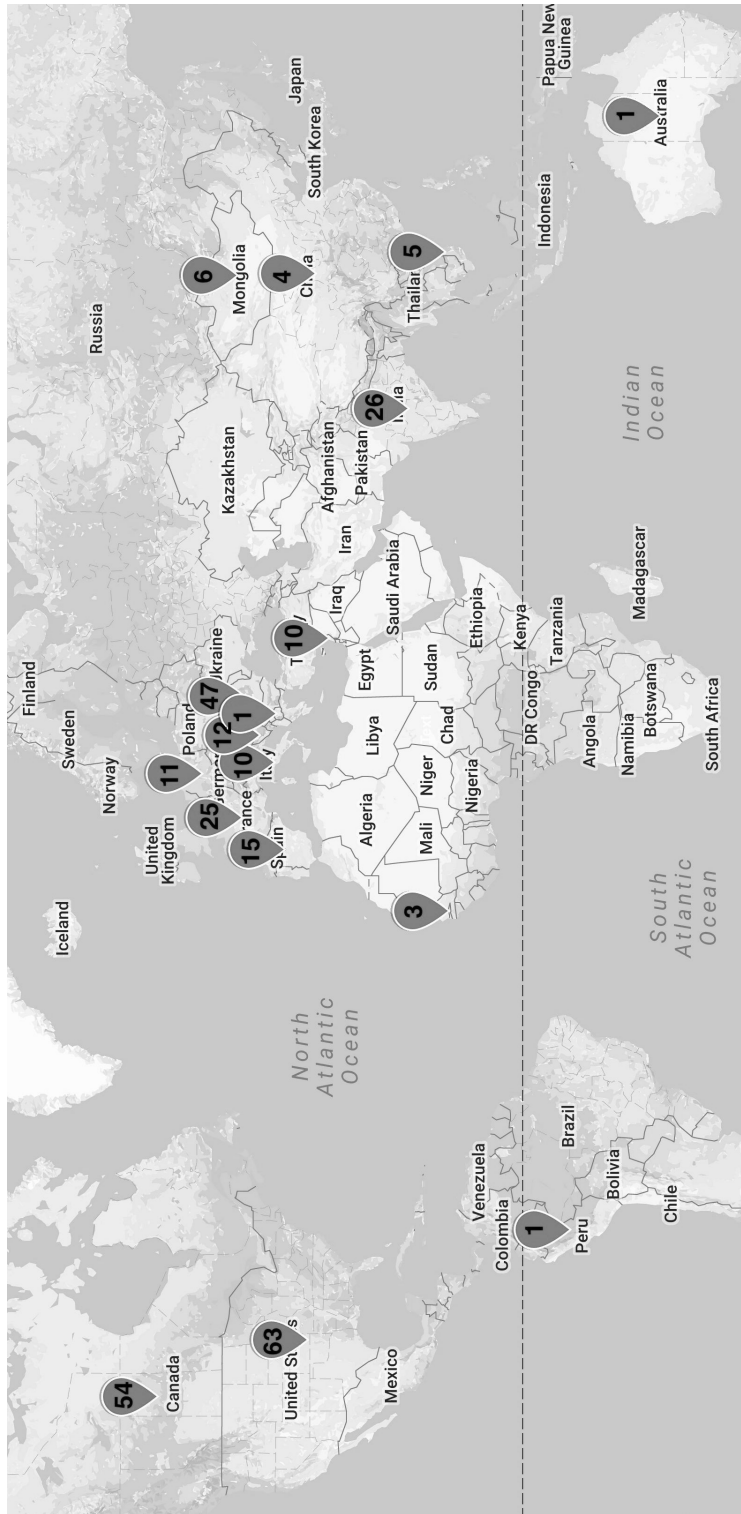 Iceland
Finland
Sweden
Norway
Russia
54
Canada
United
Kingdom
11
Poland
25
47
12
1
10
15
Ukraine
Kazakhstan
6
Mongolia
63
United
10
4
Japan
South Korea
North
Atlantic
Ocean
Iraq
Iran
Afghanistan
Pakistan
26
Mexico
Algeria
Libya
Egypt
Saudi Arabia
3
Mali
Niger
Chad
Sudan
5
Nigeria
Ethiopia
Venezuela
Colombia
1
Peru
Brazil
Bolivia
Chile
DR Congo
Kenya
Tanzania
Angola
Namibia
Botswana
South Africa
Madagascar
South
Atlantic
Ocean
Indian
Ocean
Indonesia
Papua New
Guinea
1
Australia